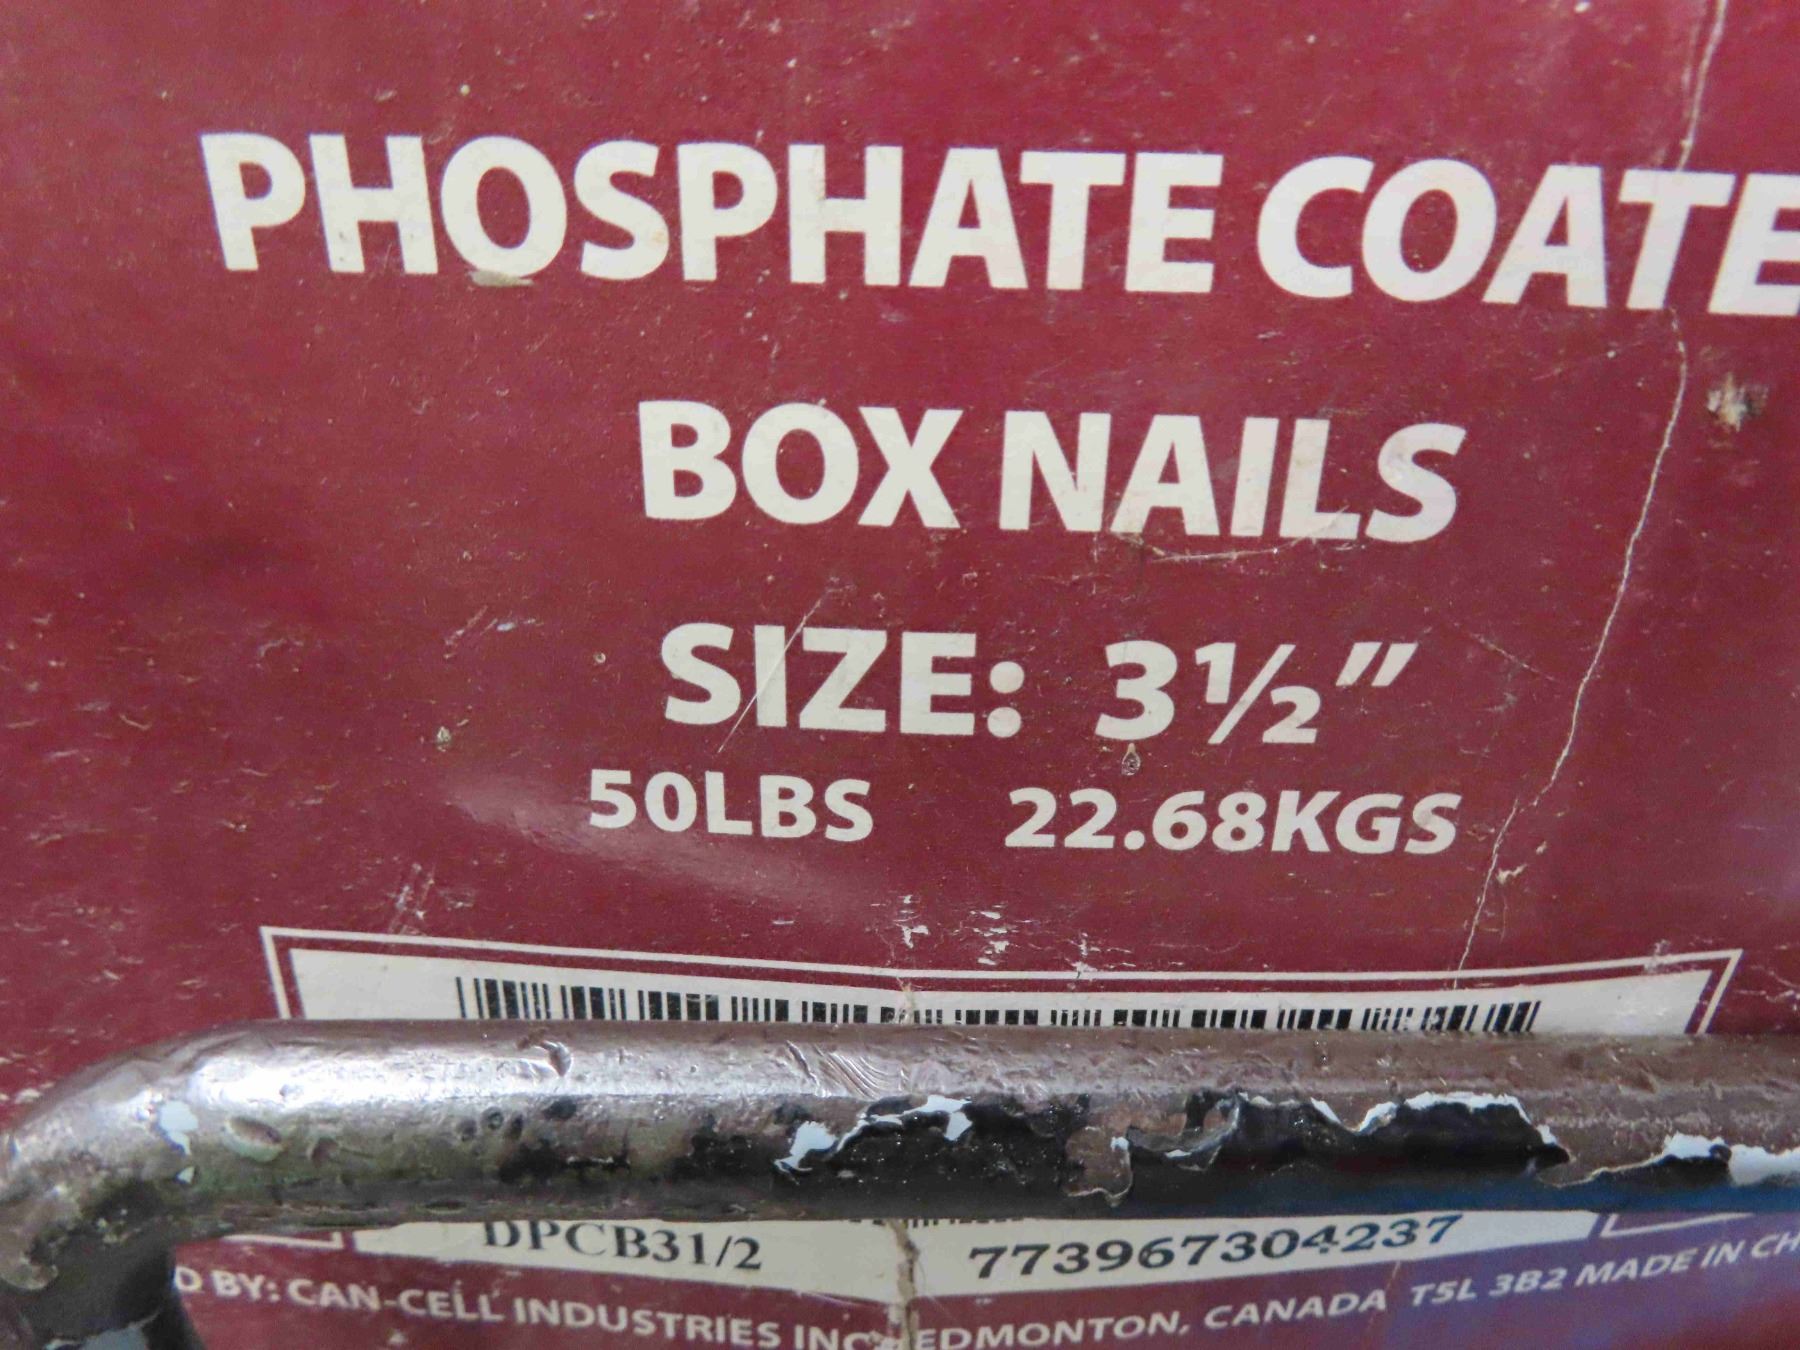 PHOSPHATE COATE
BOX NAILS
SIZE: 3½"
50LBS 22.68KGS
DPCB31/2 773967304237
D BY: CAN-CELL INDUSTRIES INC. EDMONTON, CANADA T5L 3B2 MADE IN CH